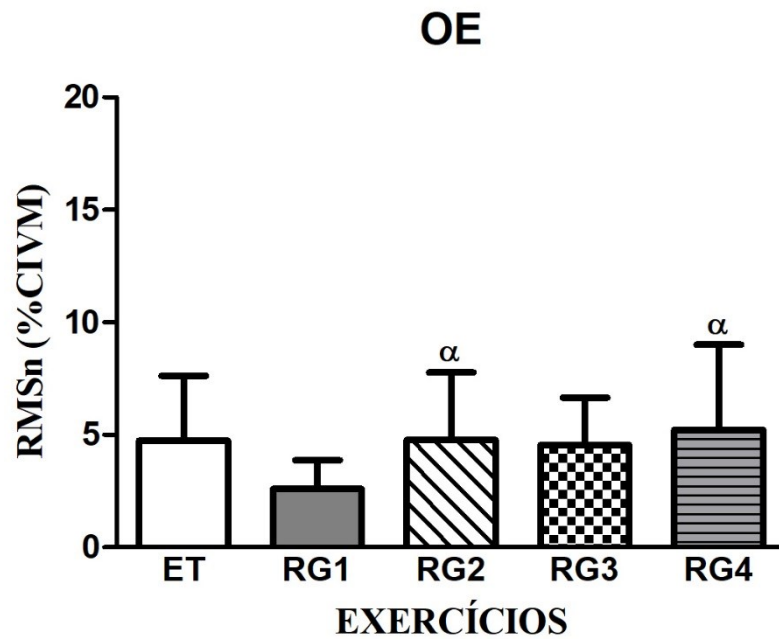 OE
RMSn (%CIVM)
20
15
10
5
0
α
α
ET RG1 RG2 RG3 RG4
EXERCÍCIOS